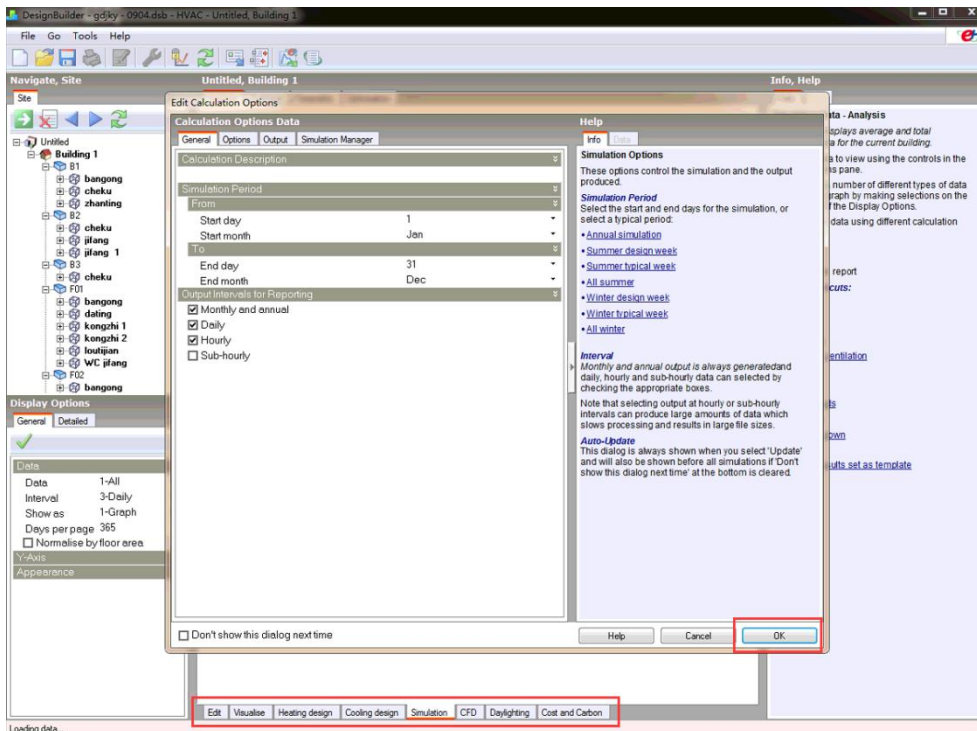 DesignBuilder - gdjky - 0904.dsb - HVAC - Untitled, Building 1
File Go Tools Help
Navigate, Site
Untitled, Building 1
Info, Help
Site
Untitled
Building 1
B1
bangong
cheku
zhanting
B2
cheku
jifang
jifang 1
B3
cheku
F01
bangong
dating
kongzhi 1
kongzhi 2
loutijian
WC jifang
F02
bangong
Display Options
General Detailed
Data
Data 1-All
Interval 3-Daily
Show as 1-Graph
Days per page 365
Normalise by floor area
Y-Axis
Appearance
Edit Calculation Options
Calculation Options Data
General Options Output Simulation Manager
Calculation Description
Simulation Period
From
Start day 1
Start month Jan
To
End day 31
End month Dec
Output Intervals for Reporting
Monthly and annual
Daily
Hourly
Sub-hourly
Don't show this dialog next time
Help
Info Data
Simulation Options
These options control the simulation and the output
produced.
Simulation Period
Select the start and end days for the simulation, or
select a typical period:
•Annual simulation
•Summer design week
•Summer typical week
•All summer
•Winter design week
•Winter typical week
•All winter
Interval
Monthly and annual output is always generatedand
daily, hourly and sub-hourly data can selected by
checking the appropriate boxes.
Note that selecting output at hourly or sub-hourly
intervals can produce large amounts of data which
slows processing and results in large file sizes.
Auto-Update
This dialog is always shown when you select 'Update'
and will also be shown before all simulations if 'Don't
show this dialog next time' at the bottom is cleared.
Help Cancel OK
- Analysis
average and total
for the current building.
to view using the controls in the
pane.
number of different types of data
by making selections on the
the Display Options.
data using different calculation
report
set as template
Edit Visualise Heating design Cooling design Simulation CFD Daylighting Cost and Carbon
Loading data